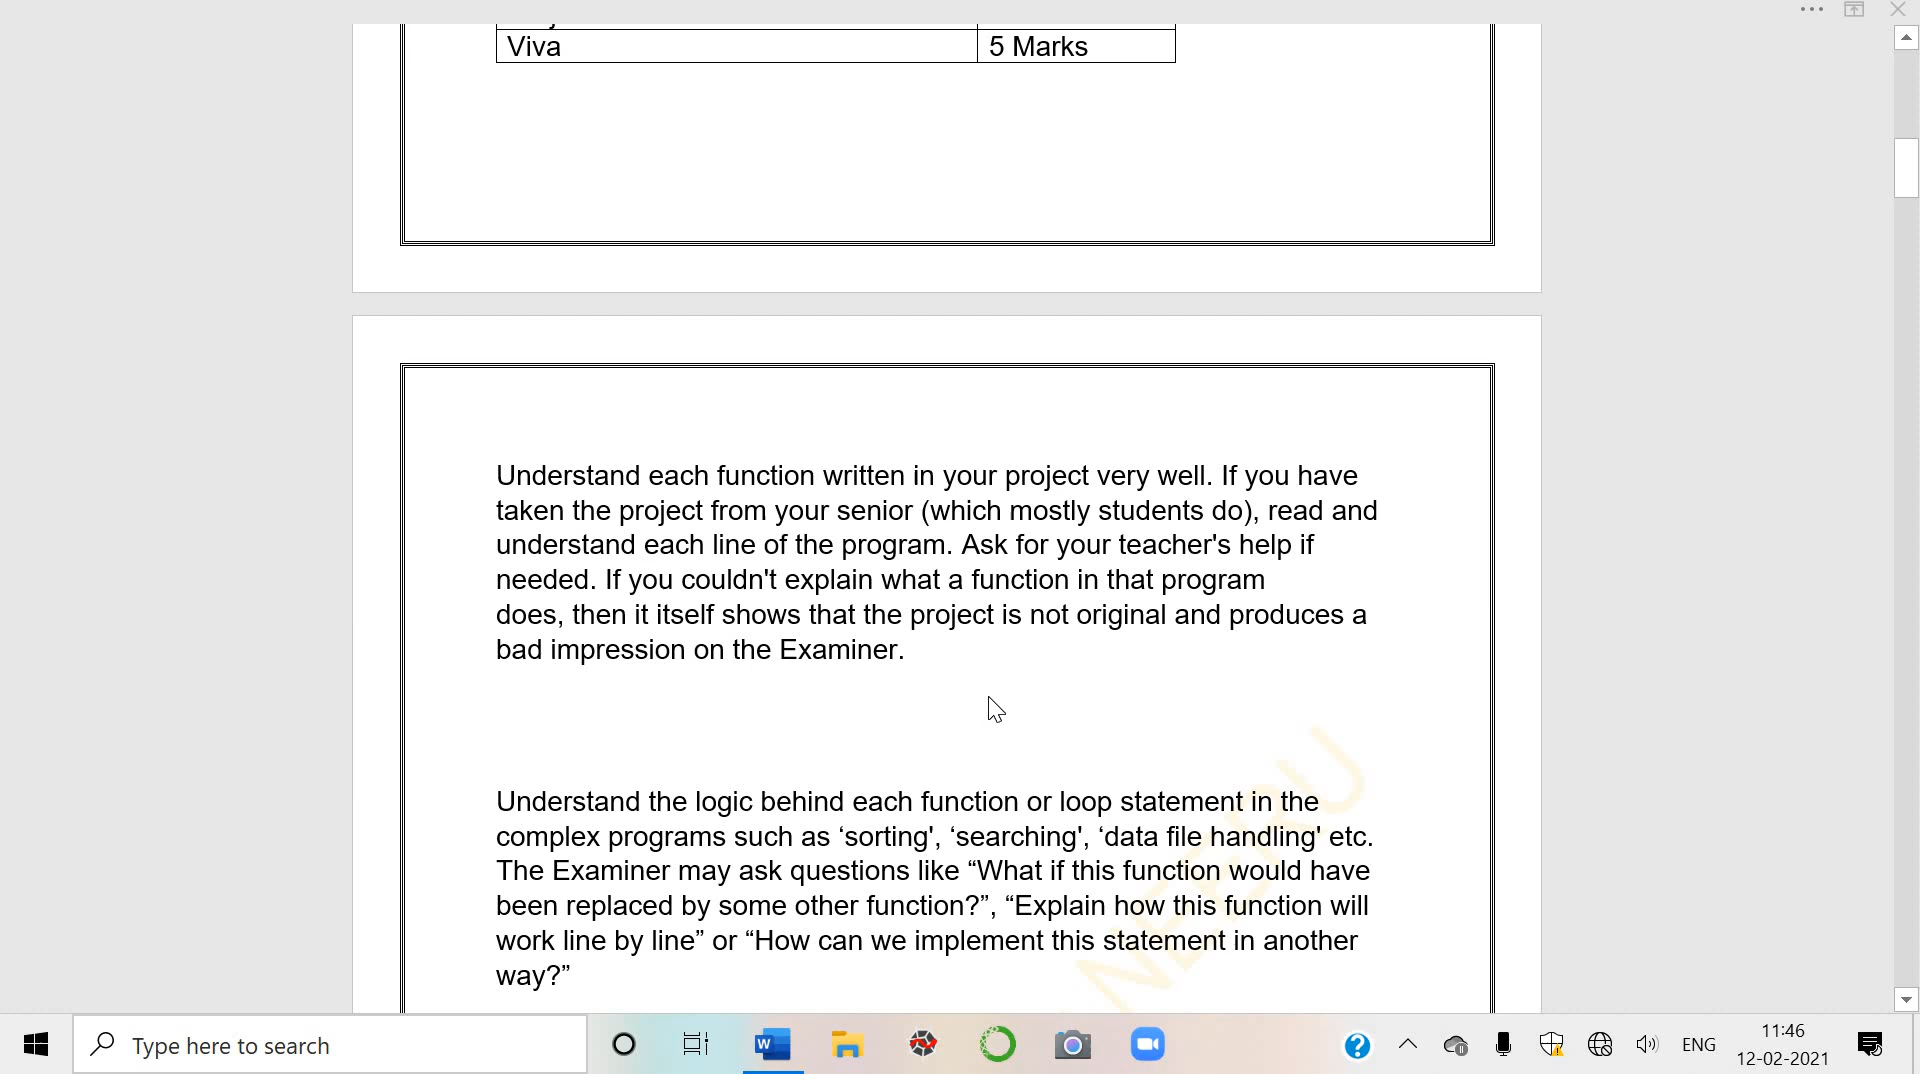 Viva 5 Marks
Understand each function written in your project very well. If you have
taken the project from your senior (which mostly students do), read and
understand each line of the program. Ask for your teacher's help if
needed. If you couldn't explain what a function in that program
does, then it itself shows that the project is not original and produces a
bad impression on the Examiner.
Understand the logic behind each function or loop statement in the
complex programs such as ‘sorting', ‘searching', ‘data file handling' etc.
The Examiner may ask questions like “What if this function would have
been replaced by some other function?”, “Explain how this function will
work line by line” or “How can we implement this statement in another
way?”
Type here to search
W
ENG
11:46
12-02-2021